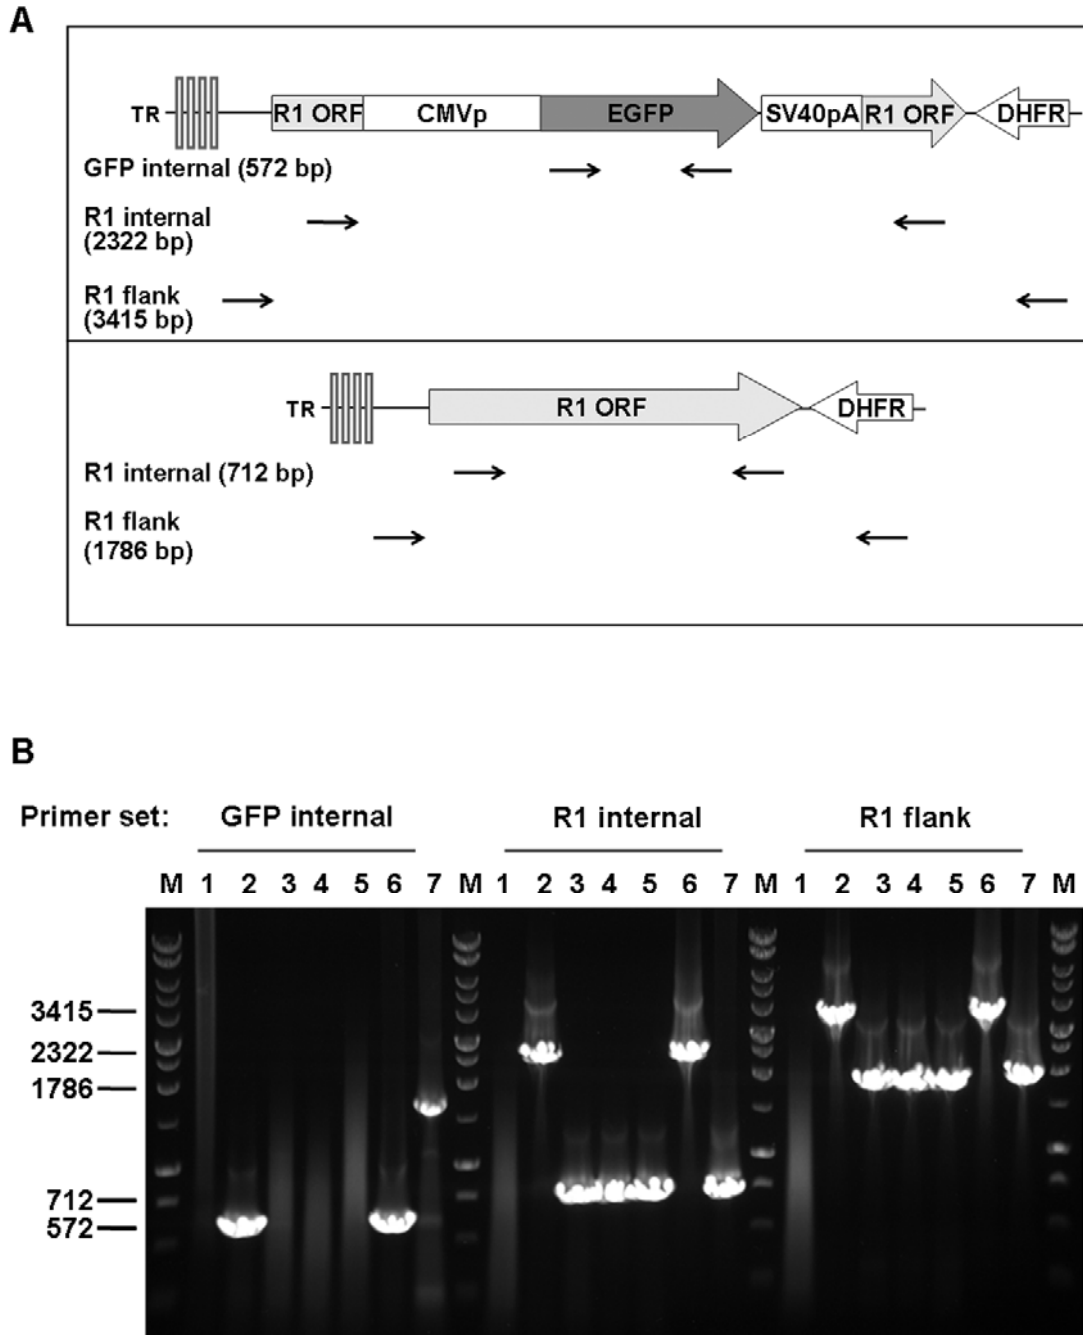 A
TR R1 ORF CMVp EGFP SV40pA R1 ORF DHFR
GFP internal (572 bp)
R1 internal
(2322 bp)
R1 flank
(3415 bp)
TR R1 ORF DHFR
R1 internal (712 bp)
R1 flank
(1786 bp)
B
Primer set: GFP internal R1 internal R1 flank
M 1 2 3 4 5 6 7 M 1 2 3 4 5 6 7 M 1 2 3 4 5 6 7 M
3415
2322
1786
712
572